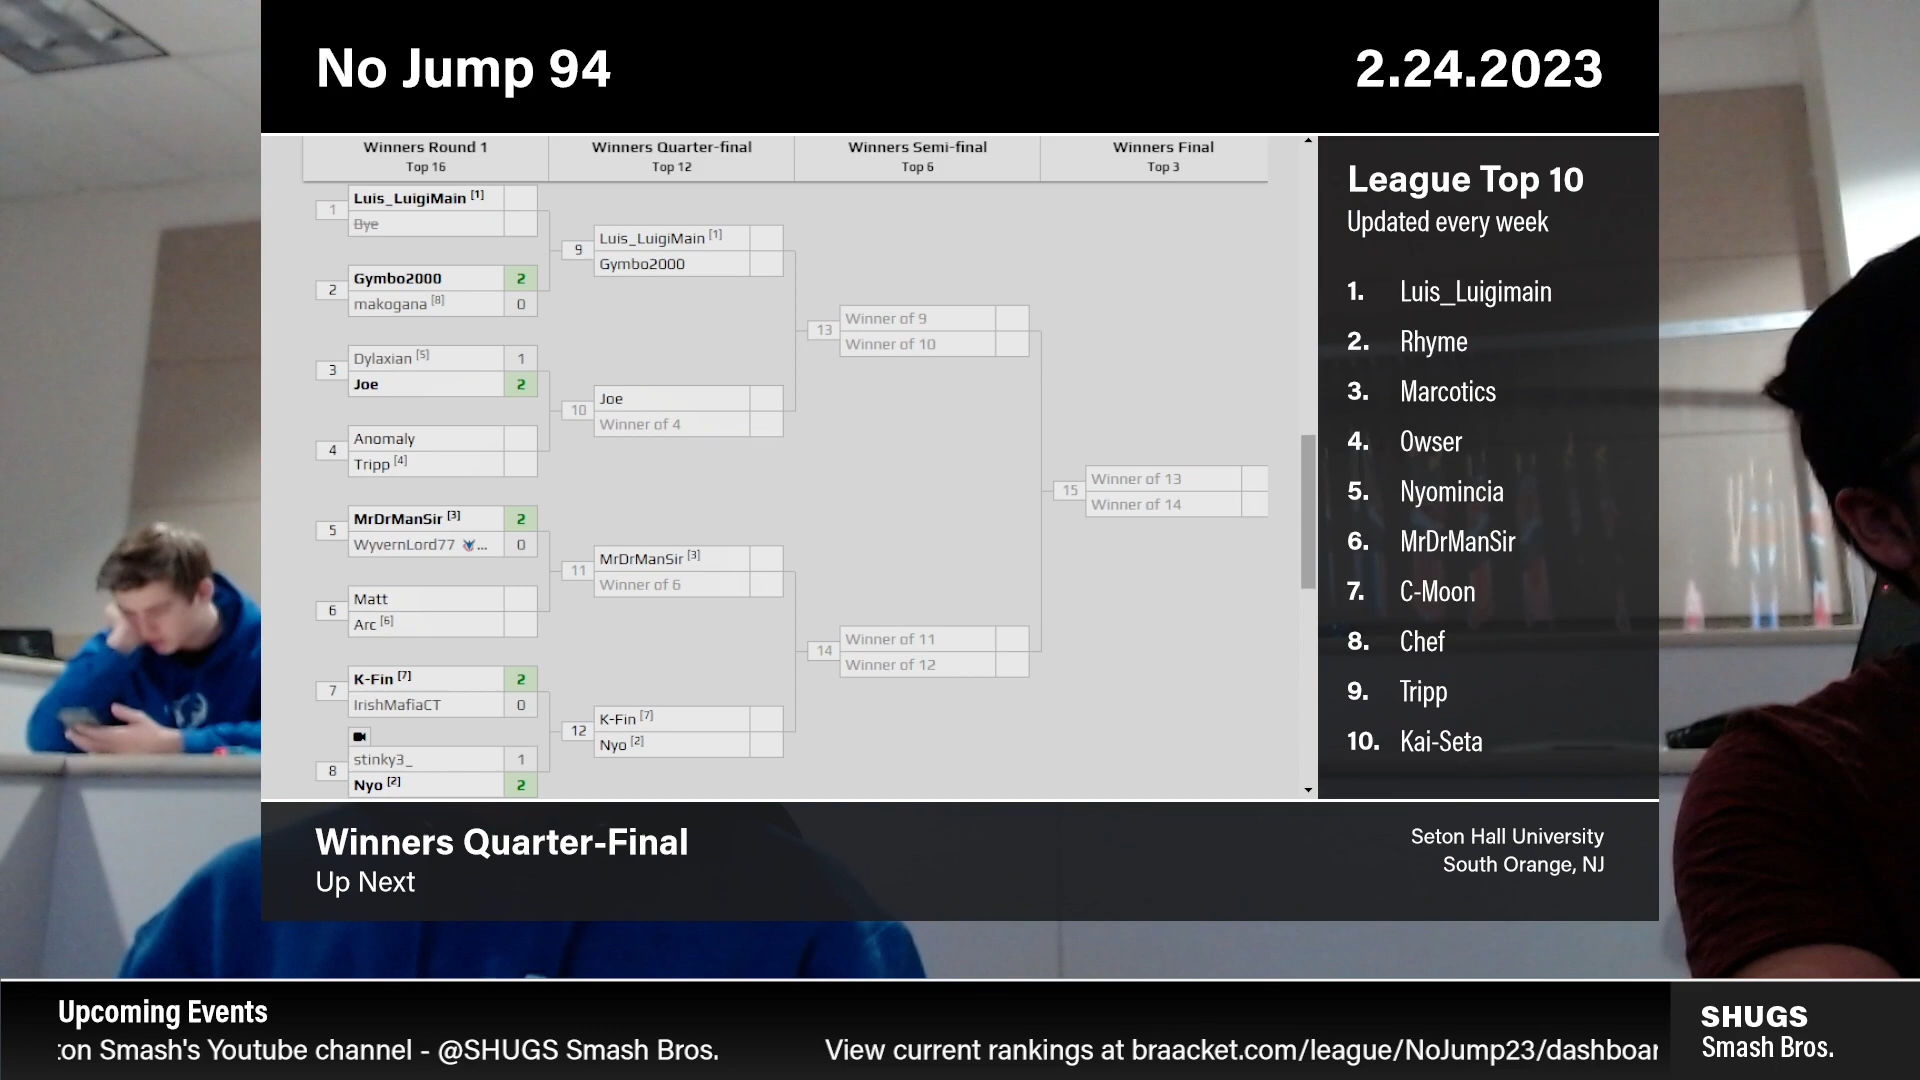 No Jump 94
2.24.2023
Winners Round 1
Top 16
Winners Quarter-final
Top 12
Winners Semi-final
Top 6
Winners Final
Top 3
1
Luis_LuigiMain [1]
Bye
2
Gymbo2000 2
makogana [8] 0
3
Dylaxian [5] 1
Joe 2
4
Anomaly
Tripp [4]
5
MrDrManSir [3] 2
WyvernLord77 ... 0
6
Matt
Arc [6]
7
K-Fin [7] 2
IrishMafiaCT 0
8
stinky3_ 1
Nyo [2] 2
9
Luis_LuigiMain [1]
Gymbo2000
10
Joe
Winner of 4
11
MrDrManSir [3]
Winner of 6
12
K-Fin [7]
Nyo [2]
13
Winner of 9
Winner of 10
14
Winner of 11
Winner of 12
15
Winner of 13
Winner of 14
League Top 10
Updated every week
1. Luis_Luigimain
2. Rhyme
3. Marcotics
4. Owser
5. Nyomincia
6. MrDrManSir
7. C-Moon
8. Chef
9. Tripp
10. Kai-Seta
Winners Quarter-Final
Up Next
Seton Hall University
South Orange, NJ
Upcoming Events
ton Smash's Youtube channel - @SHUGS Smash Bros.
View current rankings at braacket.com/league/NoJump23/dashboar
SHUGS
Smash Bros.